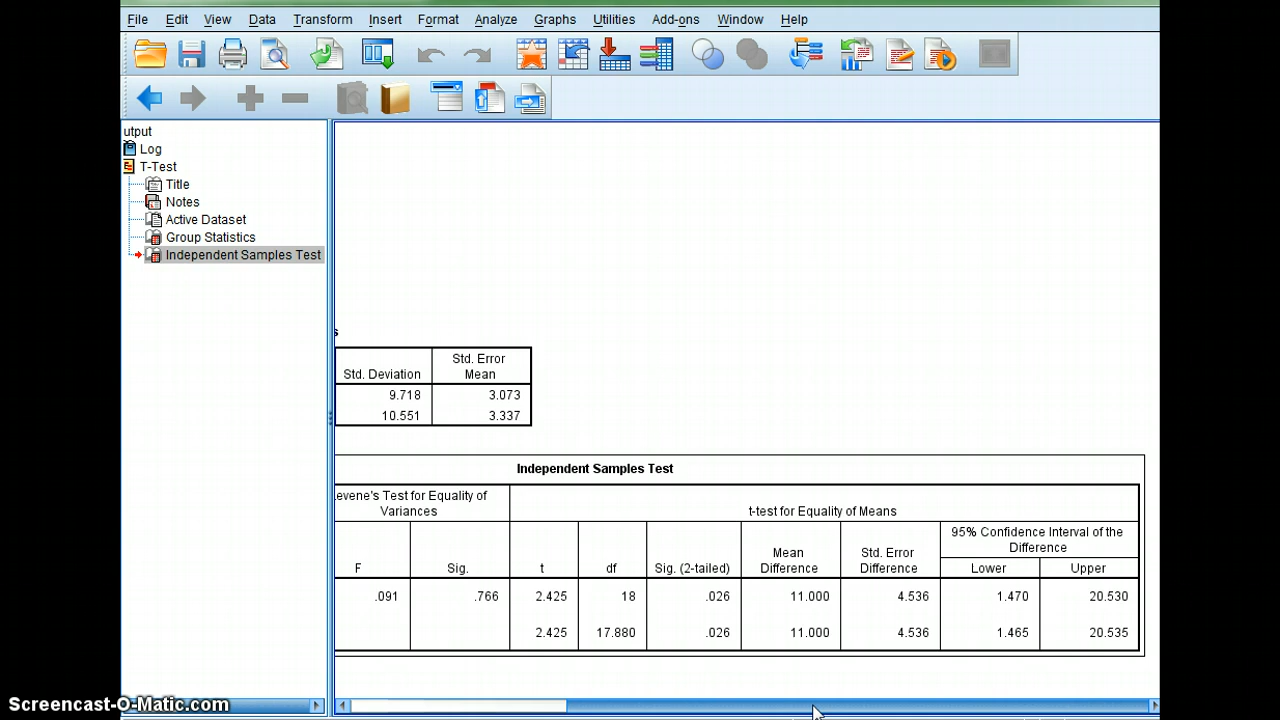 File Edit View Data Transform Insert Format Analyze Graphs Utilities Add-ons Window Help
utput
Log
T-Test
Title
Notes
Active Dataset
Group Statistics
Independent Samples Test
s
Std. Deviation
Std. Error
Mean
9.718 3.073
10.551 3.337
Independent Samples Test
evene's Test for Equality of
Variances
t-test for Equality of Means
F Sig. t df Sig. (2-tailed)
Mean
Difference
Std. Error
Difference
95% Confidence Interval of the
Difference
Lower Upper
.091 .766 2.425 18 .026 11.000 4.536 1.470 20.530
2.425 17.880 .026 11.000 4.536 1.465 20.535
Screencast-O-Matic.com